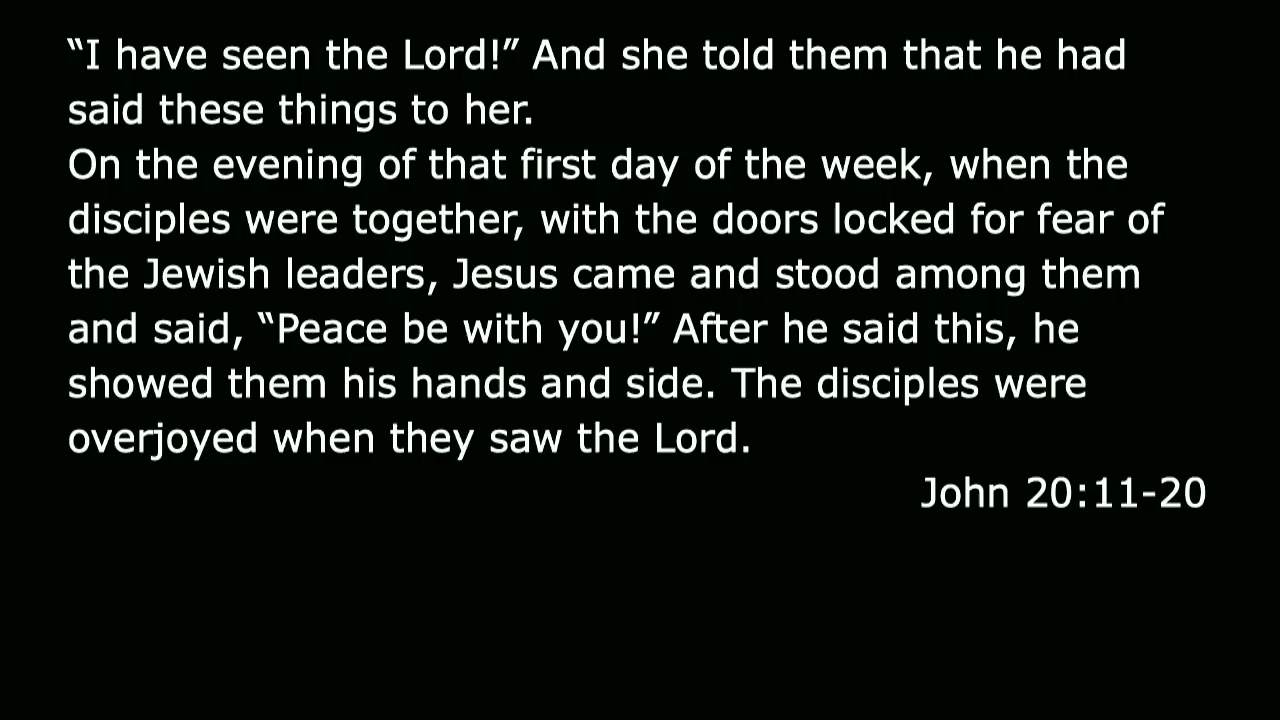 “I have seen the Lord!” And she told them that he had
said these things to her.
On the evening of that first day of the week, when the
disciples were together, with the doors locked for fear of
the Jewish leaders, Jesus came and stood among them
and said, “Peace be with you!” After he said this, he
showed them his hands and side. The disciples were
overjoyed when they saw the Lord.
John 20:11-20